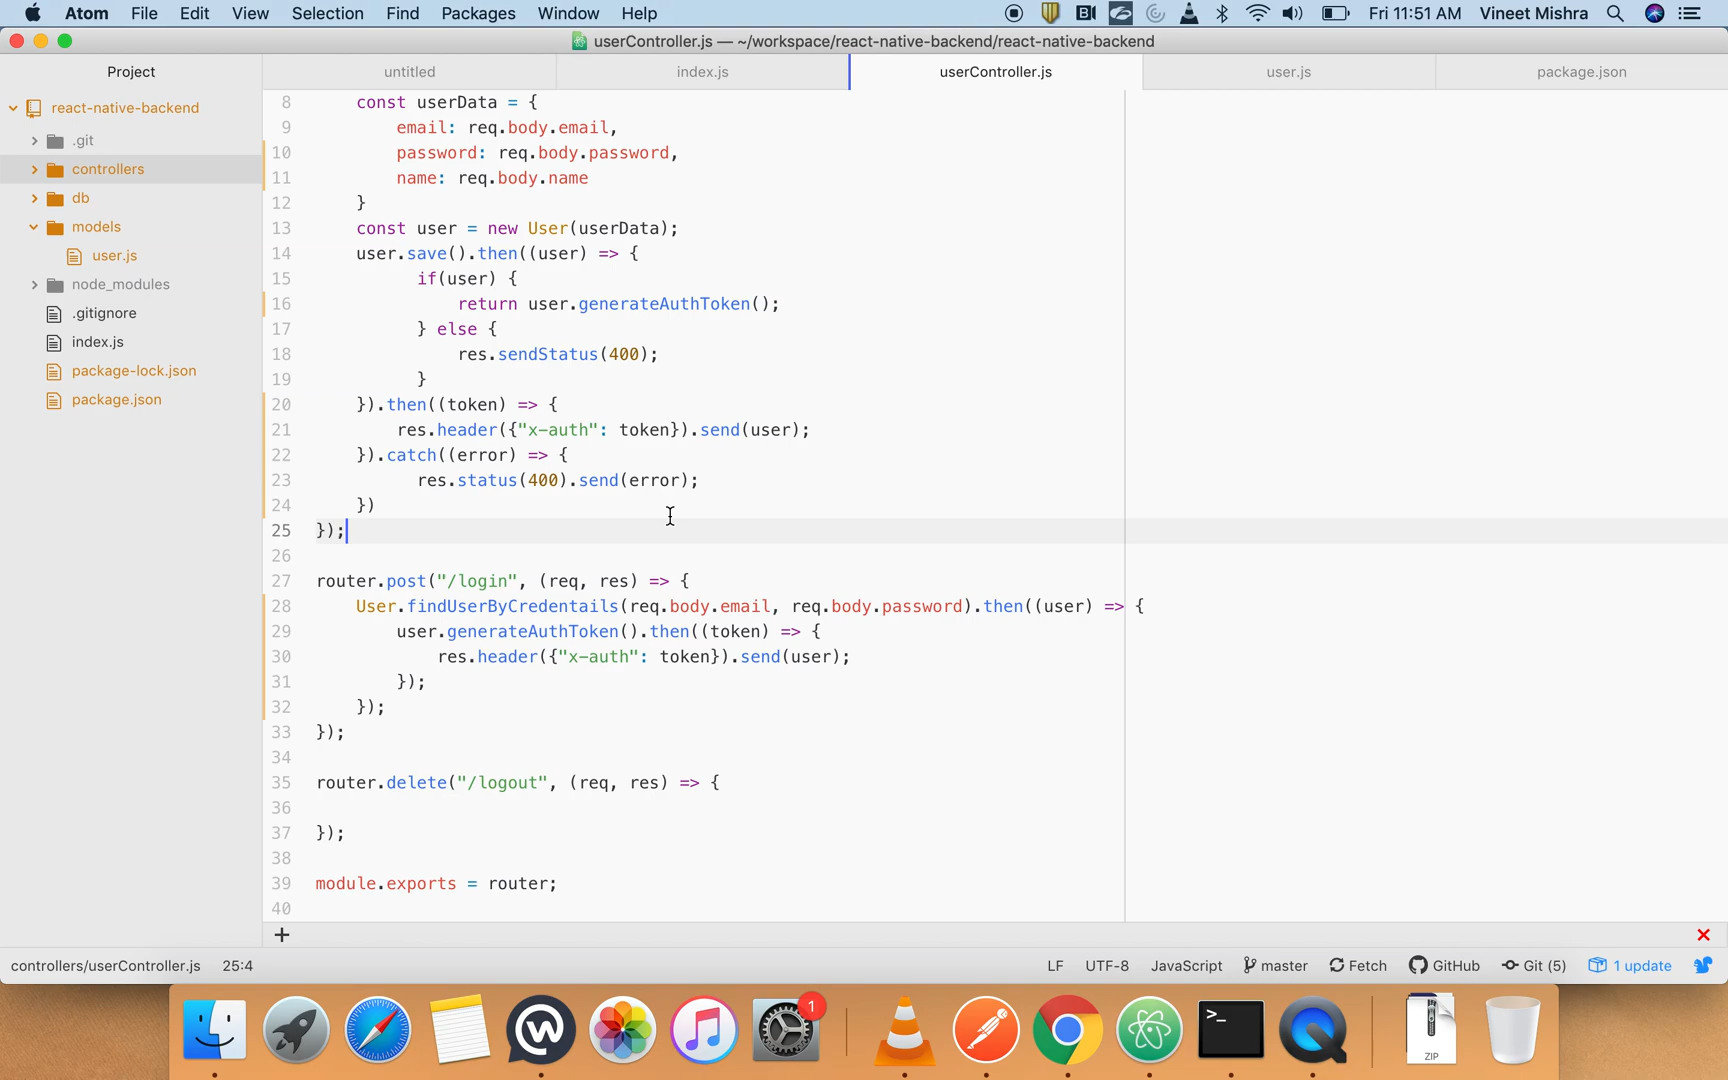 Atom File Edit View Selection Find Packages Window Help Fri 11:51 AM Vineet Mishra
userController.js — ~/workspace/react-native-backend/react-native-backend
Project
untitled index.js userController.js user.js package.json
react-native-backend
.git
controllers
db
models
user.js
node_modules
.gitignore
index.js
package-lock.json
package.json
8 const userData = {
9 email: req.body.email,
10 password: req.body.password,
11 name: req.body.name
12 }
13 const user = new User(userData);
14 user.save().then((user) => {
15 if(user) {
16 return user.generateAuthToken();
17 } else {
18 res.sendStatus(400);
19 }
20 }).then((token) => {
21 res.header({"x-auth": token}).send(user);
22 }).catch((error) => {
23 res.status(400).send(error);
24 })
25 });
26
27 router.post("/login", (req, res) => {
28 User.findUserByCredentails(req.body.email, req.body.password).then((user) => {
29 user.generateAuthToken().then((token) => {
30 res.header({"x-auth": token}).send(user);
31 });
32 });
33 });
34
35 router.delete("/logout", (req, res) => {
36
37 });
38
39 module.exports = router;
40
+
controllers/userController.js 25:4 LF UTF-8 JavaScript master Fetch GitHub Git (5) 1 update
1
>_
ZIP